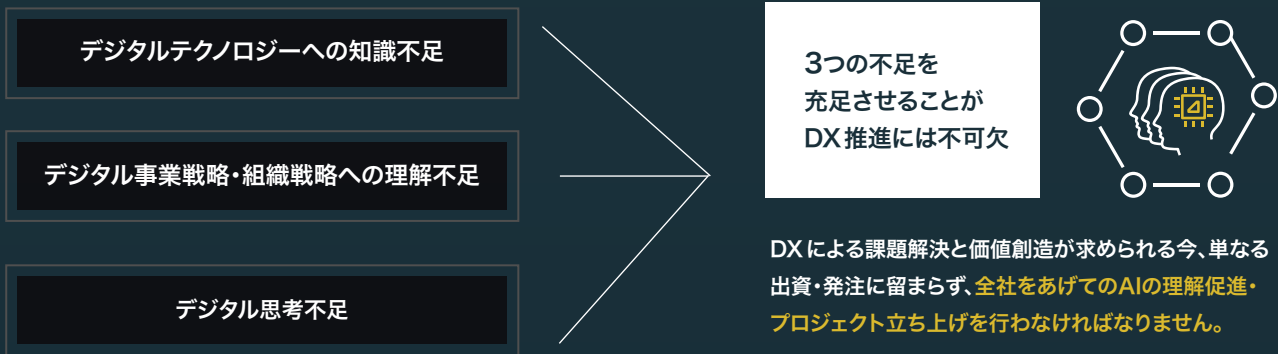 デジタルテクノロジーへの知識不足
デジタル事業戦略・組織戦略への理解不足
デジタル思考不足
3つの不足を
充足させることが
DX推進には不可欠
DXによる課題解決と価値創造が求められる今、単なる
出資・発注に留まらず、全社をあげてのAIの理解促進・
プロジェクト立ち上げを行わなければなりません。